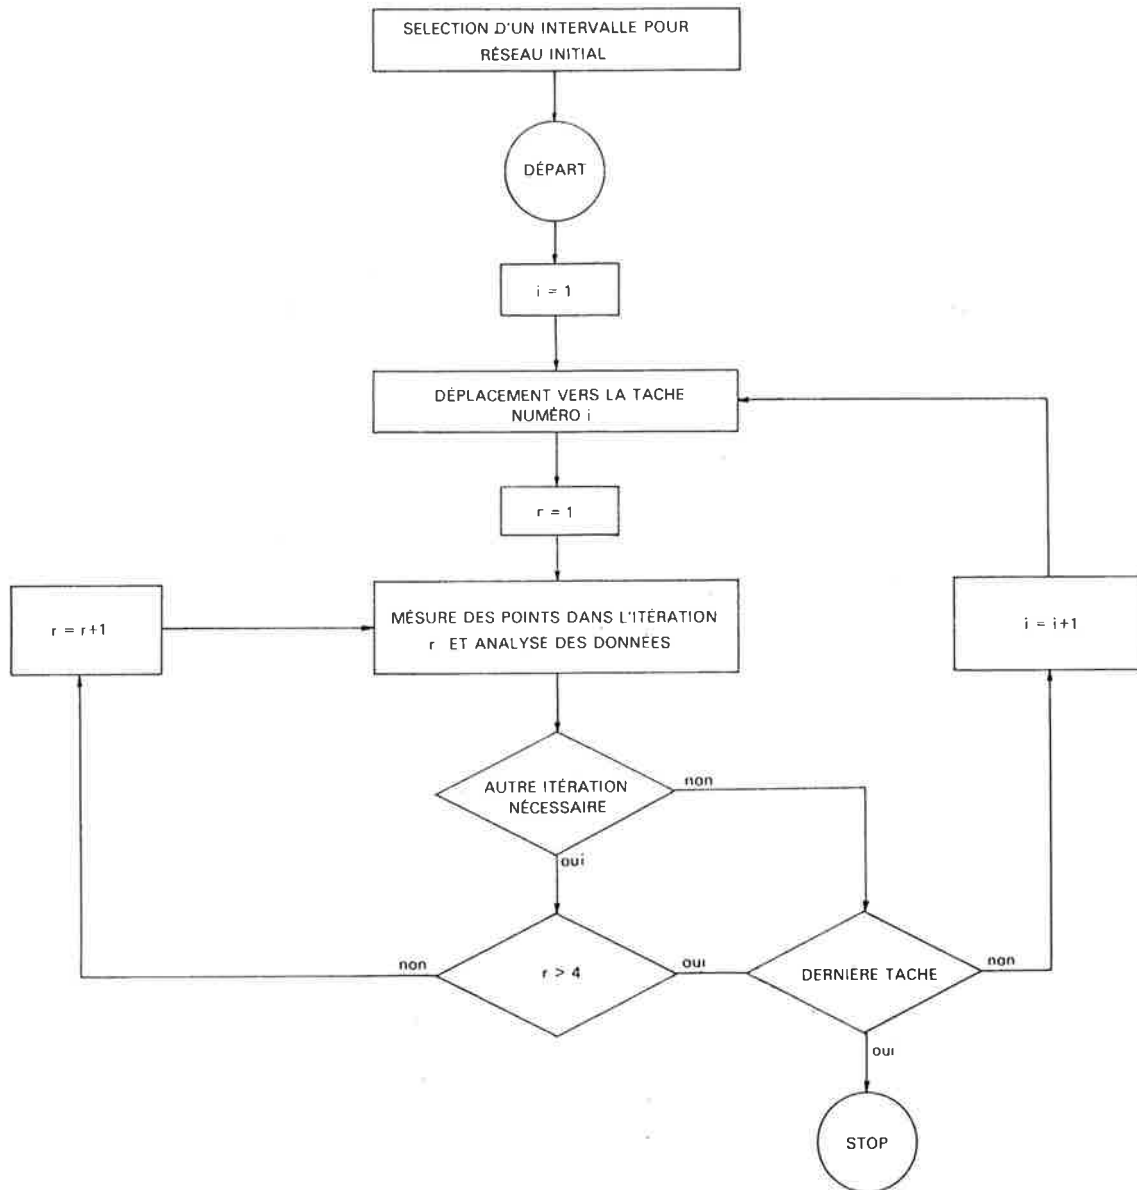 SELECTION D'UN INTERVALLE POUR
RÉSEAU INITIAL
DÉPART
i = 1
DÉPLACEMENT VERS LA TACHE
NUMÉRO i
r = 1
r = r+1
MÉSURE DES POINTS DANS L'ITÉRATION
r ET ANALYSE DES DONNÉES
i = i+1
AUTRE ITÉRATION
NÉCESSAIRE
non
oui
non
r > 4
oui
DERNIÈRE TACHE
non
oui
STOP